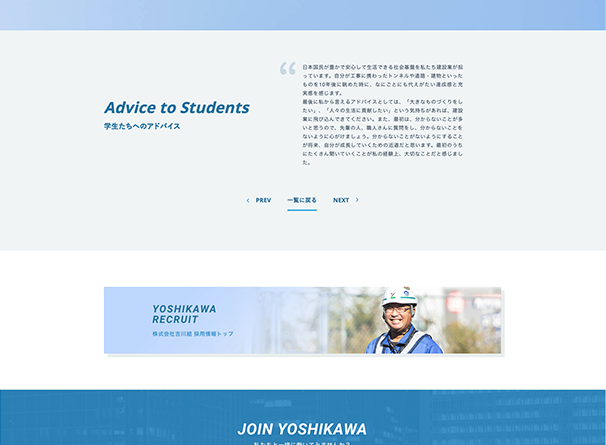 Advice to Students
学生たちへのアドバイス
日本国民が豊かで安心して生活できる社会基盤を私たち建設業が担
っています。自分が工事に携わったトンネルや道路・建物といった
ものを10年後に眺めた時に、なにごとにも代えがたい達成感と充
実感を感じます。
最後に私から言えるアドバイスとしては、「大きなものづくりをし
たい」、「人々の生活に貢献したい」という気持ちがあれば、建設
業に飛び込んできてください。また、最初は、分からないことが多
いと思うので、先輩の人、職人さんに質問をし、分からないことを
ないように心がけましょう。分からないことがないようにすること
が将来、自分が成長していくための近道だと思います。最初のうち
にたくさん聞いていくことが私の経験上、大切なことだと感じまし
た。
PREV 一覧に戻る NEXT
YOSHIKAWA
RECRUIT
株式会社吉川組 採用情報トップ
JOIN YOSHIKAWA
私たちと一緒に働いてみませんか？